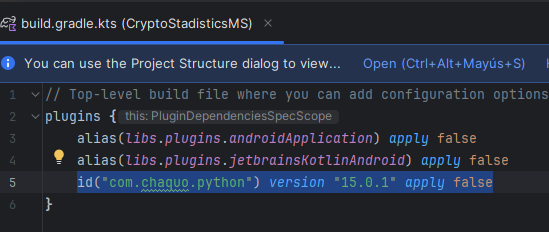 build.gradle.kts (CryptoStadisticsMS)
You can use the Project Structure dialog to view... Open (Ctrl+Alt+Mayús+S)
1 // Top-level build file where you can add configuration options
2 plugins { this: PluginDependenciesSpecScope
3 alias(libs.plugins.androidApplication) apply false
4 alias(libs.plugins.jetbrainsKotlinAndroid) apply false
5 id("com.chaquo.python") version "15.0.1" apply false
6 }